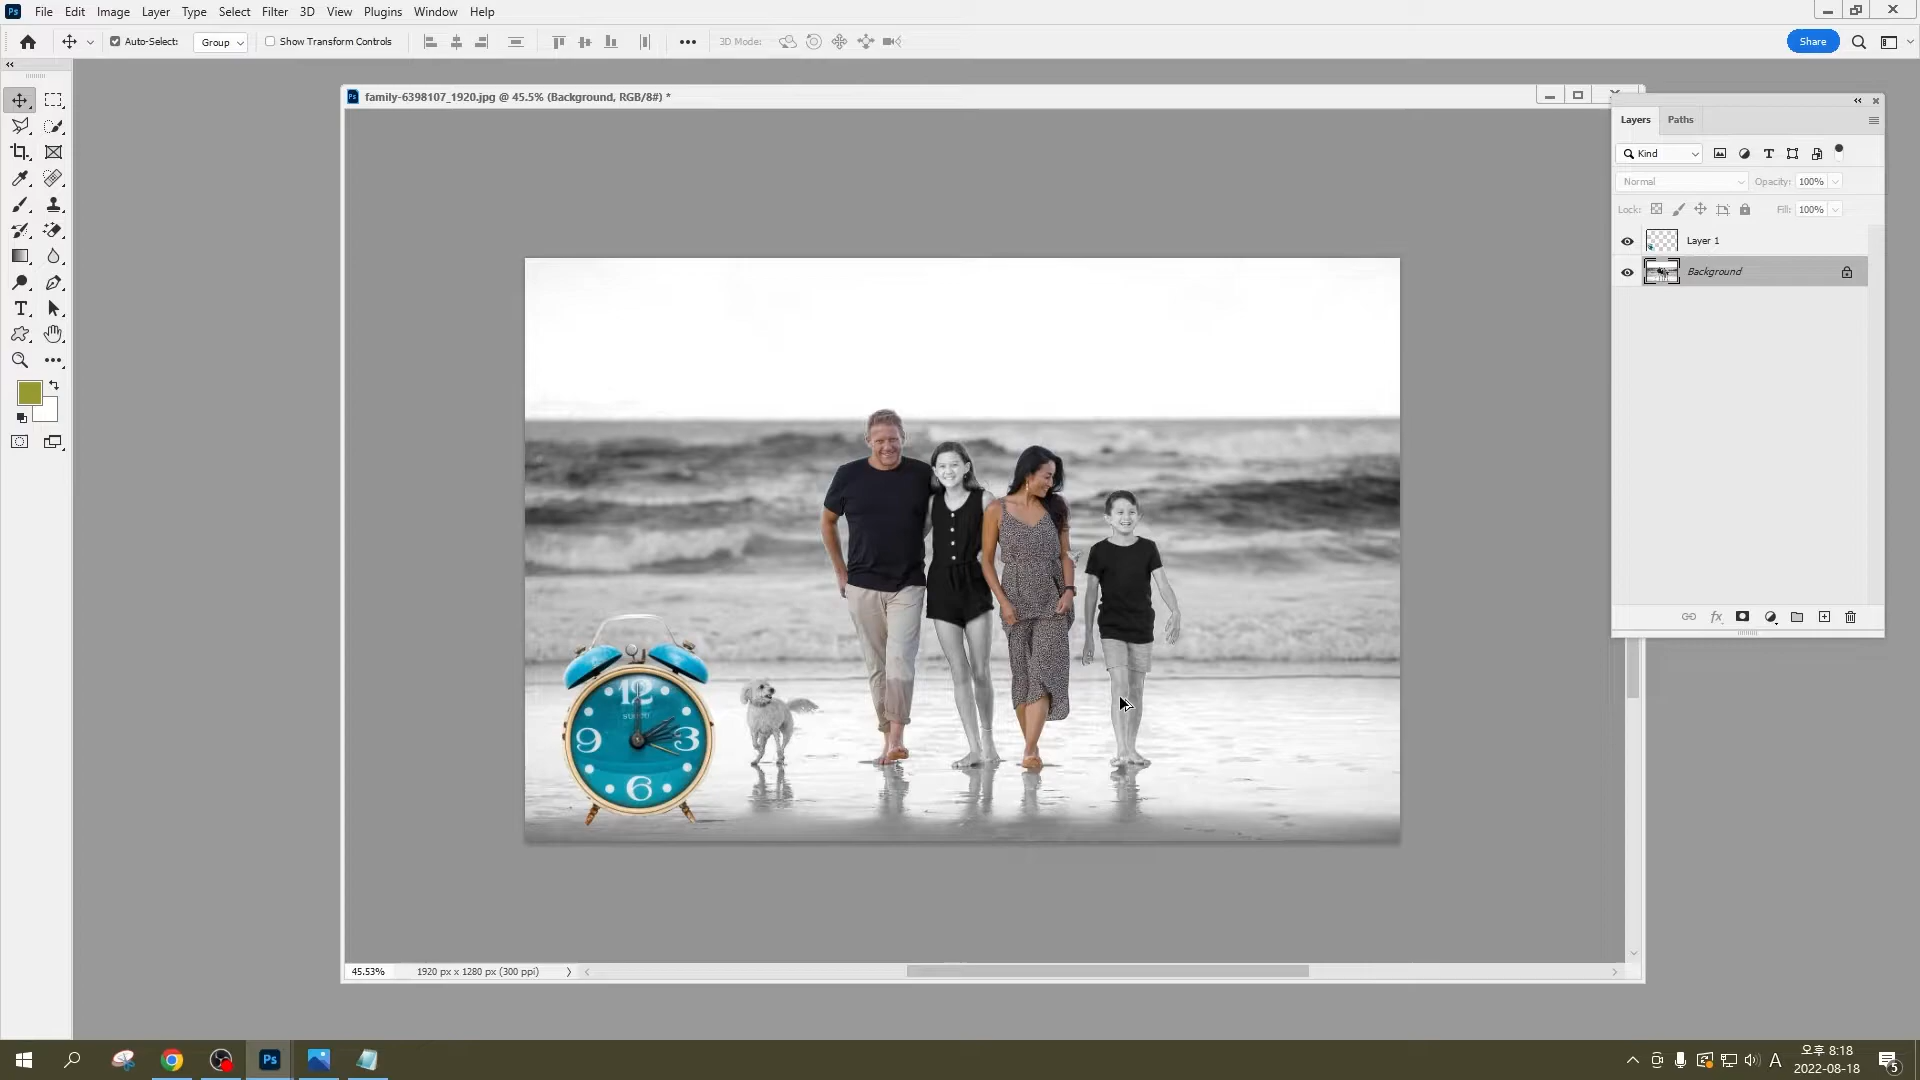 Ps File Edit Image Layer Type Select Filter 3D View Plugins Window Help
Auto-Select: Group Show Transform Controls 3D Mode: Share
Ps family-6398107_1920.jpg @ 45.5% (Background, RGB/8#) *
Layers Paths
Kind
Normal Opacity: 100%
Lock: Fill: 100%
Layer 1
Background
12
9 3
6
45.53% 1920 px x 1280 px (300 ppi)
Ps A 오후 8:18
2022-08-18 5